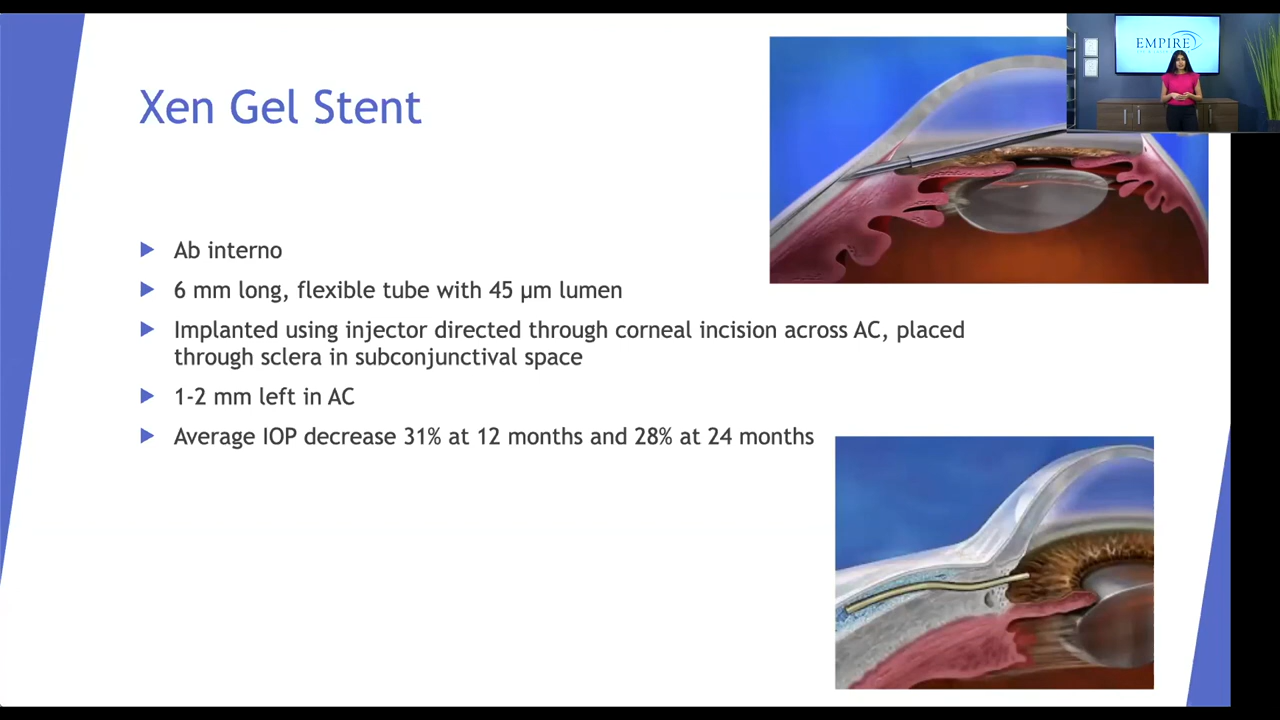 EMPIRE
Xen Gel Stent
Ab interno
6 mm long, flexible tube with 45 µm lumen
Implanted using injector directed through corneal incision across AC, placed
through sclera in subconjunctival space
1-2 mm left in AC
Average IOP decrease 31% at 12 months and 28% at 24 months